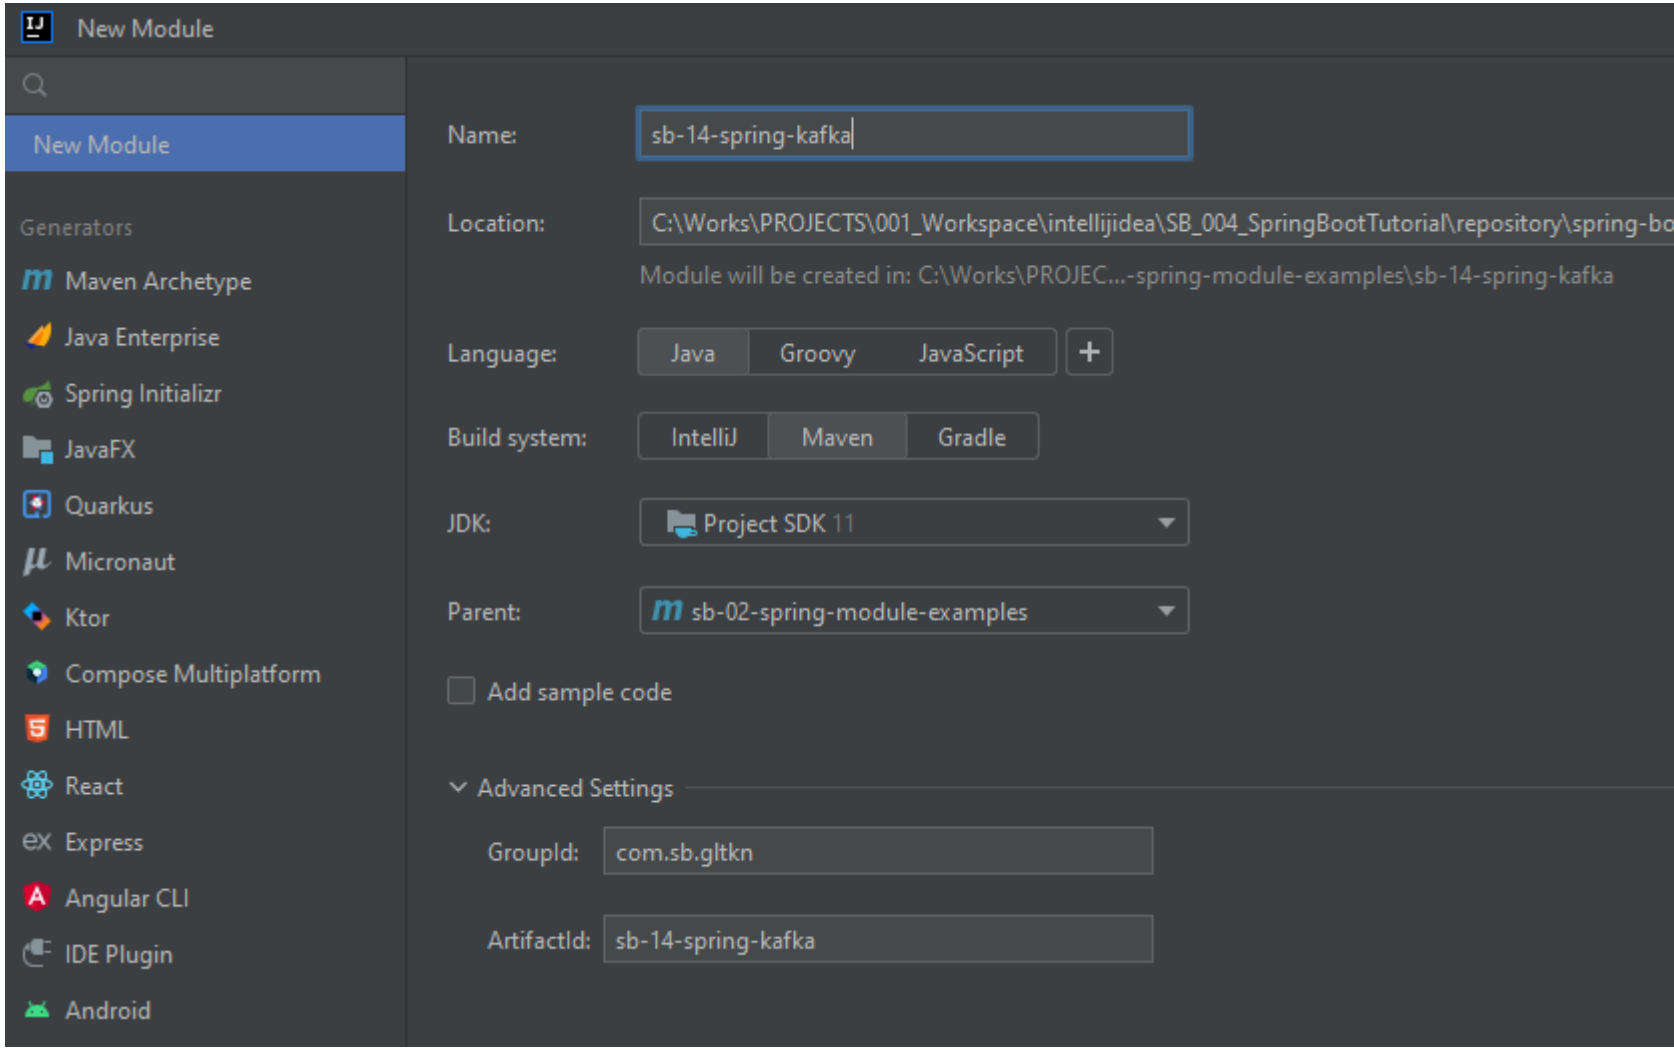 New Module
New Module
Generators
Maven Archetype
Java Enterprise
Spring Initializr
JavaFX
Quarkus
Micronaut
Ktor
Compose Multiplatform
HTML
React
ex Express
Angular CLI
IDE Plugin
Android
Name: sb-14-spring-kafka
Location: C:\Works\PROJECTS\001_Workspace\intellijidea\SB_004_SpringBootTutorial\repository\spring-bo
Module will be created in: C:\Works\PROJEC...-spring-module-examples\sb-14-spring-kafka
Language: Java Groovy JavaScript +
Build system: IntelliJ Maven Gradle
JDK: Project SDK 11
Parent: m sb-02-spring-module-examples
Add sample code
Advanced Settings
GroupId: com.sb.gltkn
ArtifactId: sb-14-spring-kafka